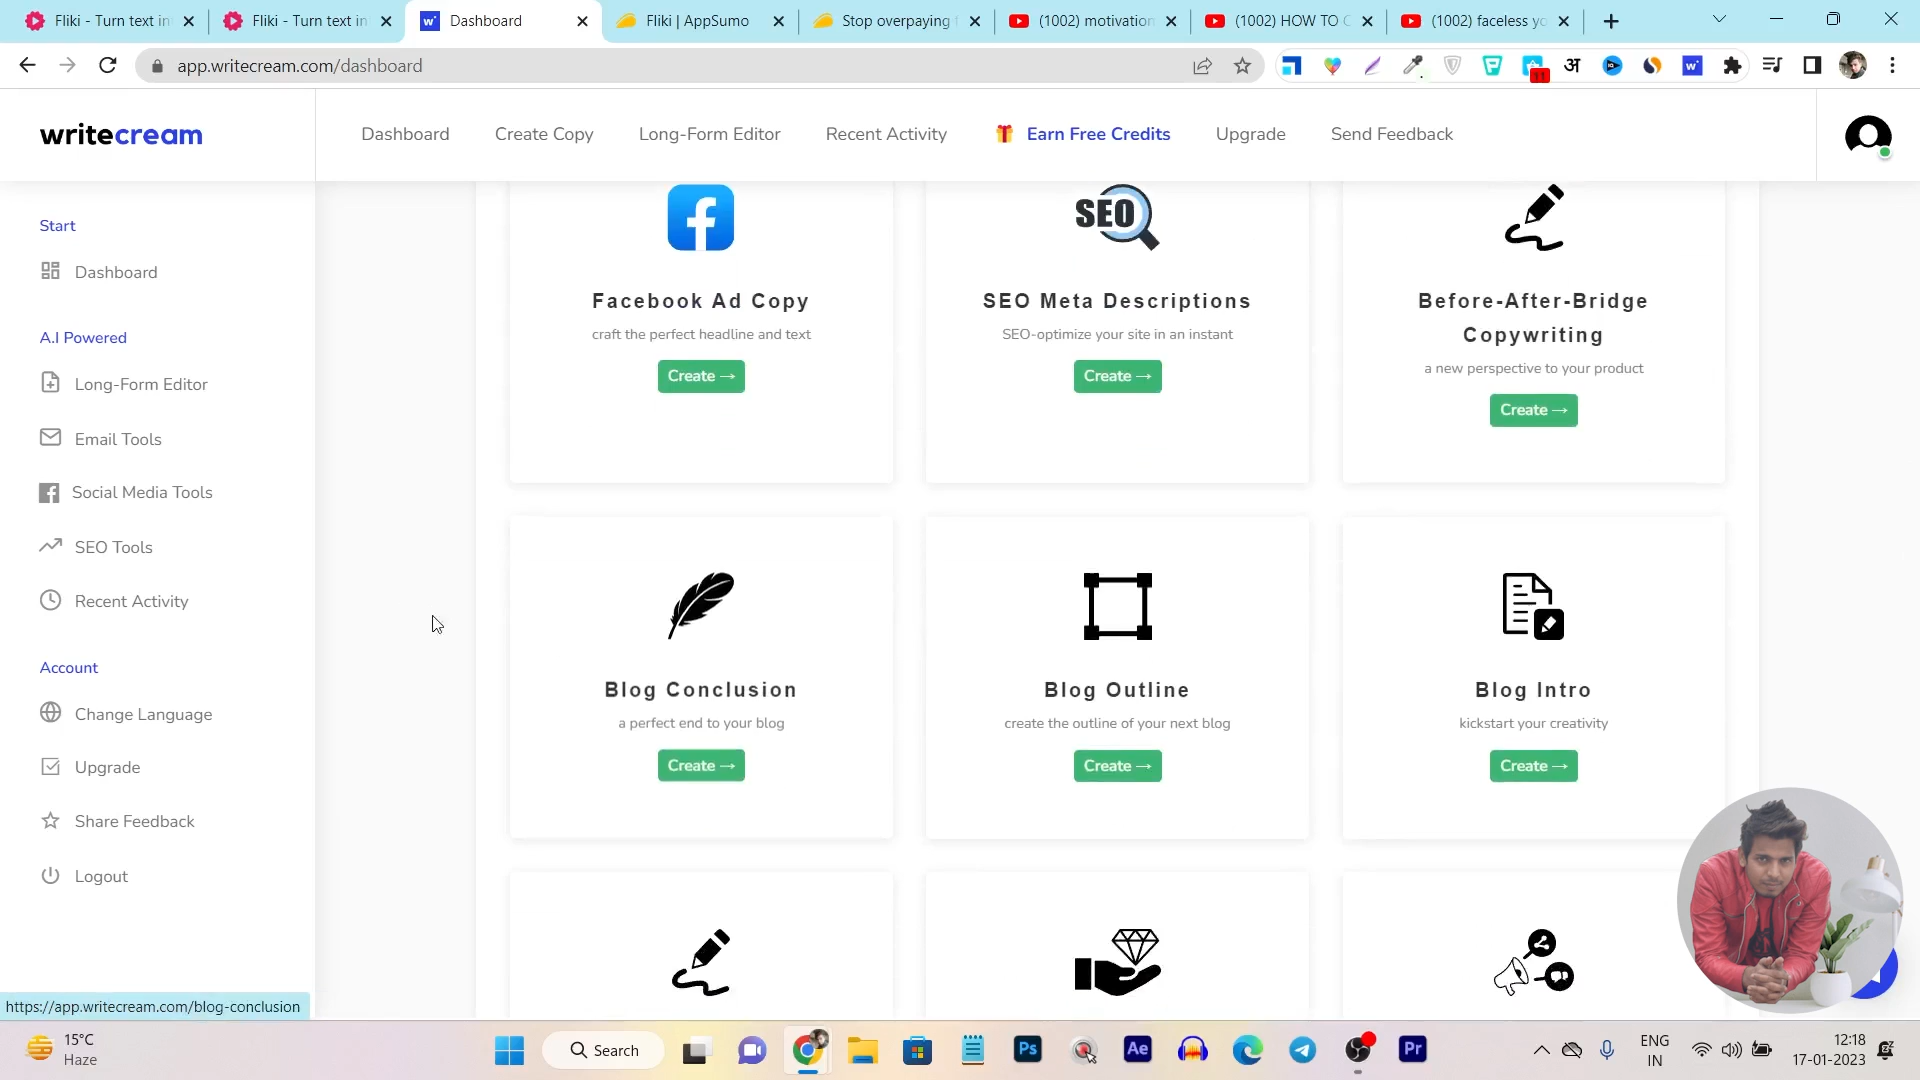 Fliki - Turn text in
Fliki - Turn text in
Dashboard
Fliki | AppSumo
Stop overpaying
(1002) motivation
(1002) HOW TO C
(1002) faceless yo
app.writecream.com/dashboard
11
writecream
Dashboard
Create Copy
Long-Form Editor
Recent Activity
Earn Free Credits
Upgrade
Send Feedback
Start
Dashboard
A.I Powered
Long-Form Editor
Email Tools
Social Media Tools
SEO Tools
Recent Activity
Account
Change Language
Upgrade
Share Feedback
Logout
Facebook Ad Copy
craft the perfect headline and text
Create →
SEO
SEO Meta Descriptions
SEO-optimize your site in an instant
Create →
Before-After-Bridge
Copywriting
a new perspective to your product
Create →
Blog Conclusion
a perfect end to your blog
Create →
Blog Outline
create the outline of your next blog
Create →
Blog Intro
kickstart your creativity
Create →
https://app.writecream.com/blog-conclusion
15°C
Haze
Search
Ps
Ae
Pr
ENG
IN
12:18
17-01-2023